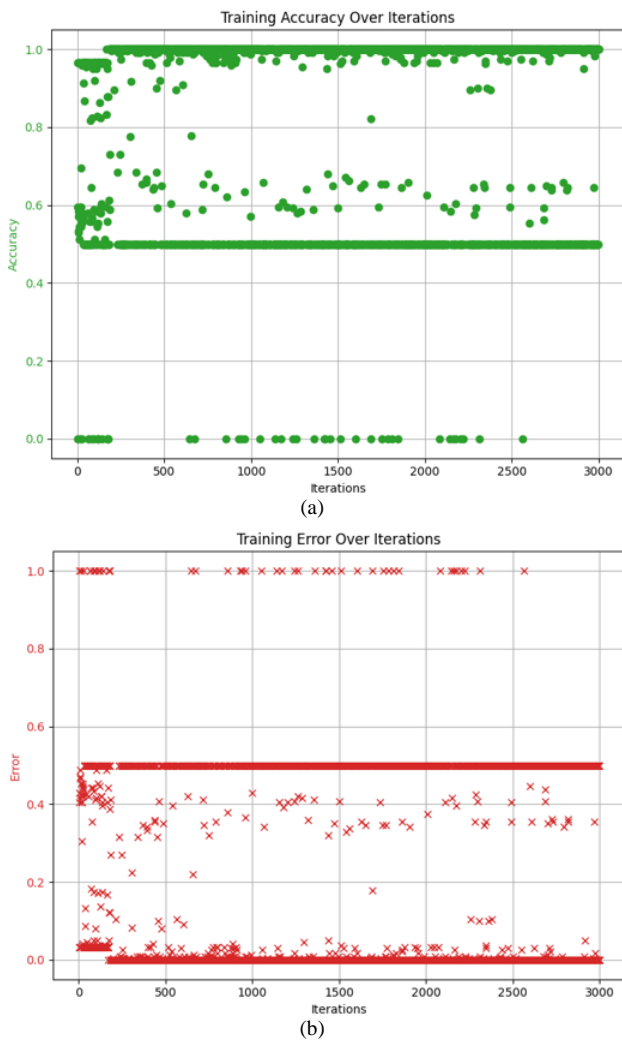 Training Accuracy Over Iterations
1.0
0.8
0.6
0.4
0.2
0.0
Accuracy
0 500 1000 1500 2000 2500 3000
Iterations
(a)
Training Error Over Iterations
1.0
0.8
0.6
0.4
0.2
0.0
Error
0 500 1000 1500 2000 2500 3000
Iterations
(b)